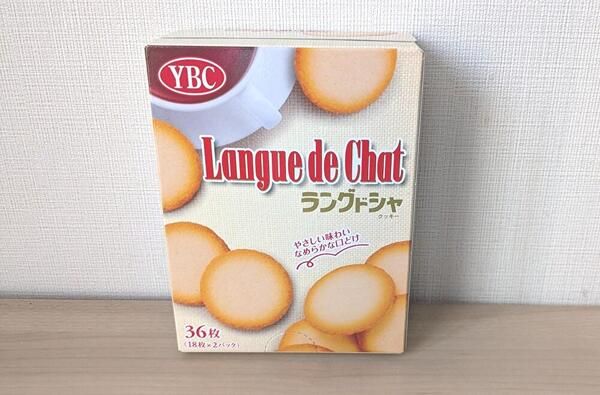 YBC
Langue de Chat
ラングドシャ
クッキー
やさしい味わい
なめらかな口どけ
36枚
(18枚×2パック)